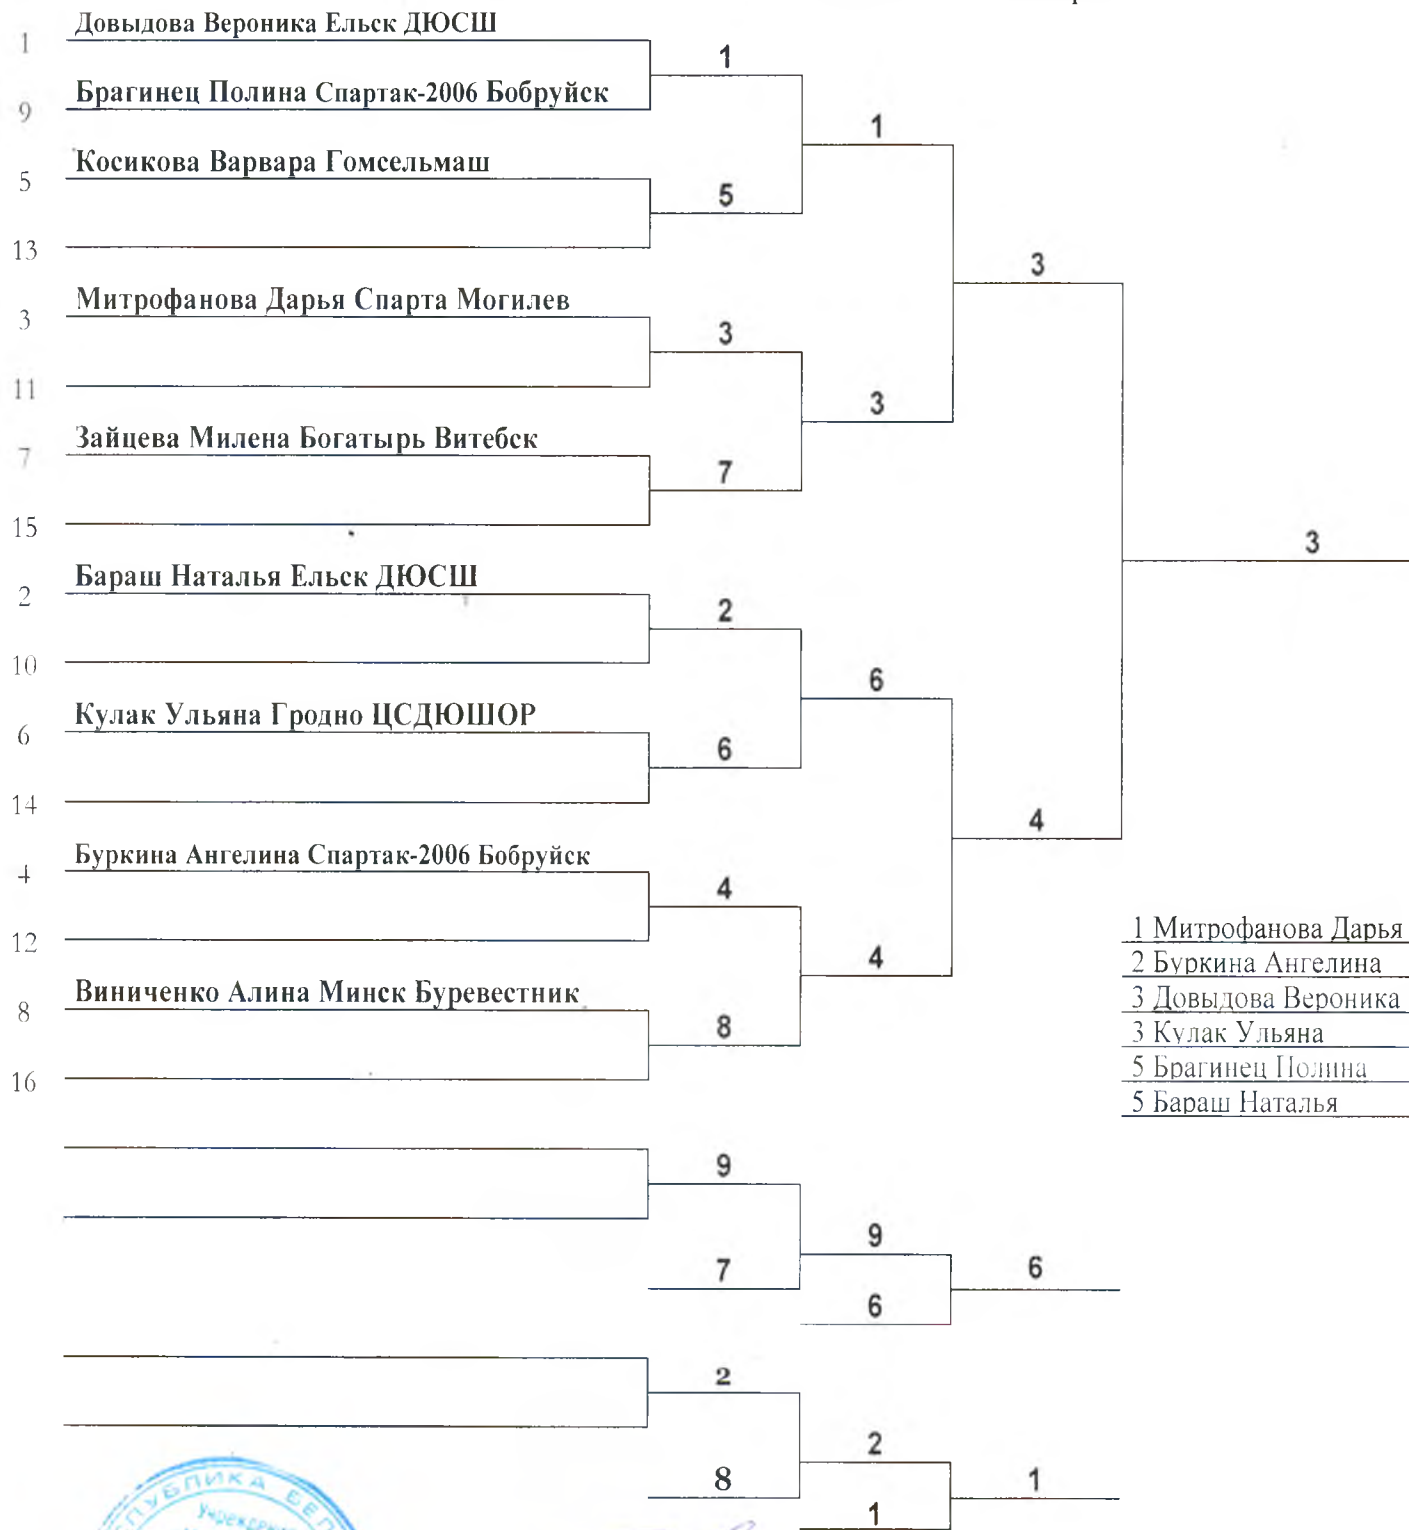 1 Довыдова Вероника Ельск ДЮСШ
1
9 Брагинец Полина Спартак-2006 Бобруйск
1
5 Косикова Варвара Гомсельмаш
5
13
3
3 Митрофанова Дарья Спарта Могилев
3
11
3
7 Зайцева Милена Богатырь Витебск
7
15
3
2 Бараш Наталья Ельск ДЮСШ
2
10
6
6 Кулак Ульяна Гродно ЦСДЮШОР
6
14
4
4 Буркина Ангелина Спартак-2006 Бобруйск
4
12
4
8 Виниченко Алина Минск Буревестник
8
16
1 Митрофанова Дарья
2 Буркина Ангелина
3 Довыдова Вероника
3 Кулак Ульяна
5 Брагинец Полина
5 Бараш Наталья
9
9
7
6
6
2
2
8
1
1